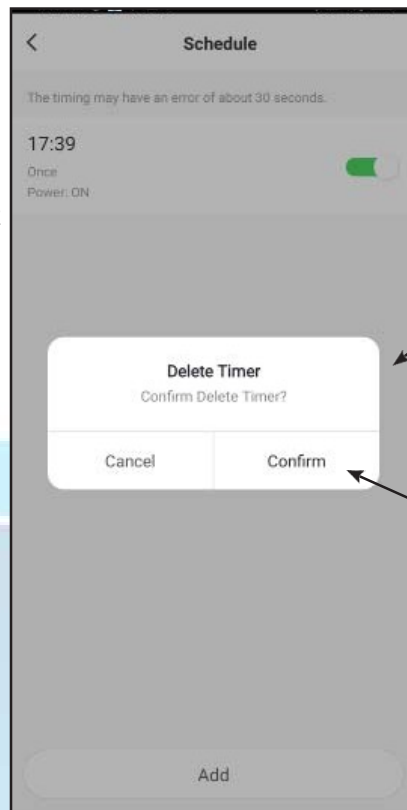 Schedule
The timing may have an error of about 30 seconds.
17:39
Once
Power: ON
Delete Timer
Confirm Delete Timer?
Cancel Confirm
Add